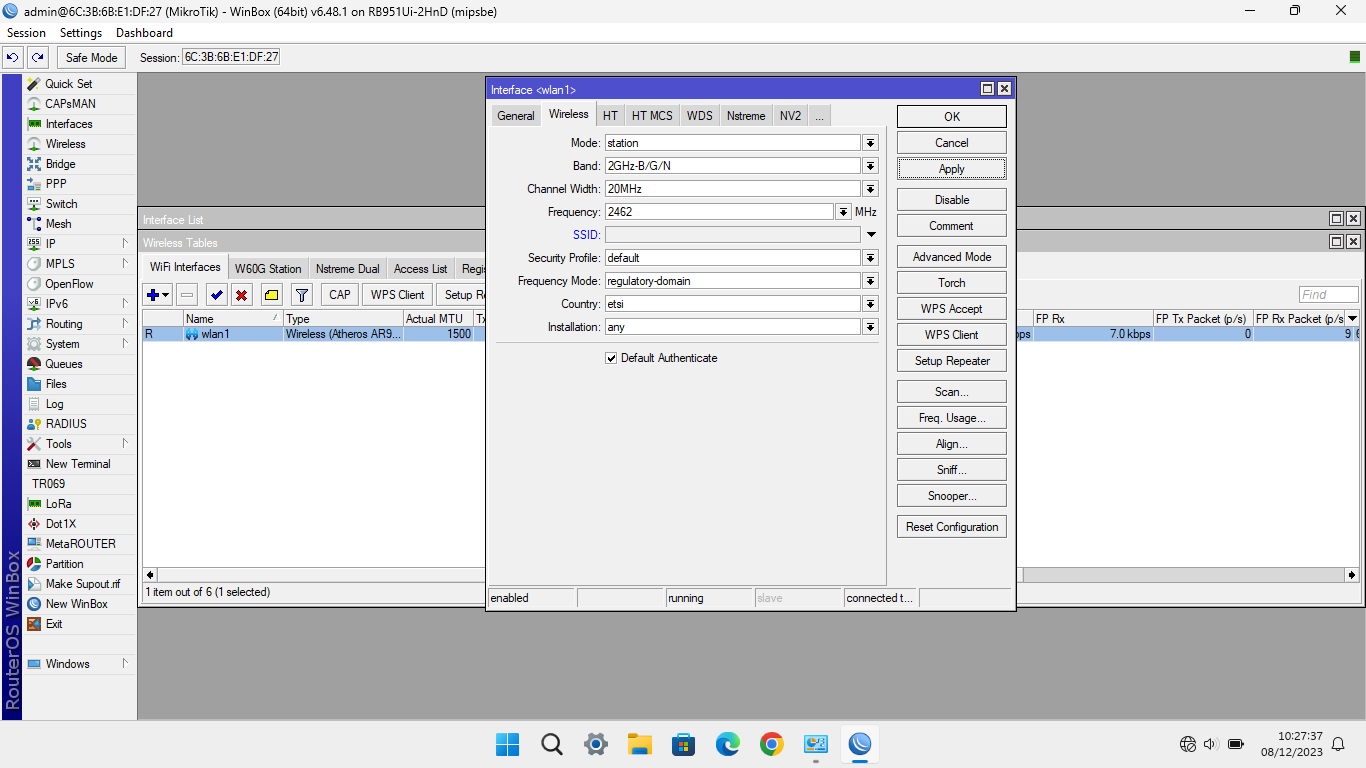 admin@6C:3B:6B:E1:DF:27 (MikroTik) - WinBox (64bit) v6.48.1 on RB951Ui-2HnD (mipsbe)
Session Settings Dashboard
Safe Mode Session: 6C:3B:6B:E1:DF:27
Quick Set
CAPsMAN
Interfaces
Wireless
Bridge
PPP
Switch
Mesh
IP
MPLS
OpenFlow
IPv6
Routing
System
Queues
Files
Log
RADIUS
Tools
New Terminal
TR069
LoRa
Dot1X
MetaROUTER
Partition
Make Supout.rif
New WinBox
Exit
Windows
RouterOS WinBox
Interface List
Wireless Tables
WiFi Interfaces W60G Station Nstreme Dual Access List Regis
CAP WPS Client Setup Re
Find
Name Type Actual MTU Tx FP Rx FP Tx Packet (p/s) FP Rx Packet (p/s
R wlan1 Wireless (Atheros AR9... 1500 ops 7.0 kbps 0 9 6
1 item out of 6 (1 selected)
Interface <wlan1>
General Wireless HT HT MCS WDS Nstreme NV2 ...
Mode: station
Band: 2GHz-B/G/N
Channel Width: 20MHz
Frequency: 2462 MHz
SSID:
Security Profile: default
Frequency Mode: regulatory-domain
Country: etsi
Installation: any
Default Authenticate
OK
Cancel
Apply
Disable
Comment
Advanced Mode
Torch
WPS Accept
WPS Client
Setup Repeater
Scan...
Freq. Usage...
Align...
Sniff...
Snooper...
Reset Configuration
enabled running slave connected t...
10:27:37
08/12/2023